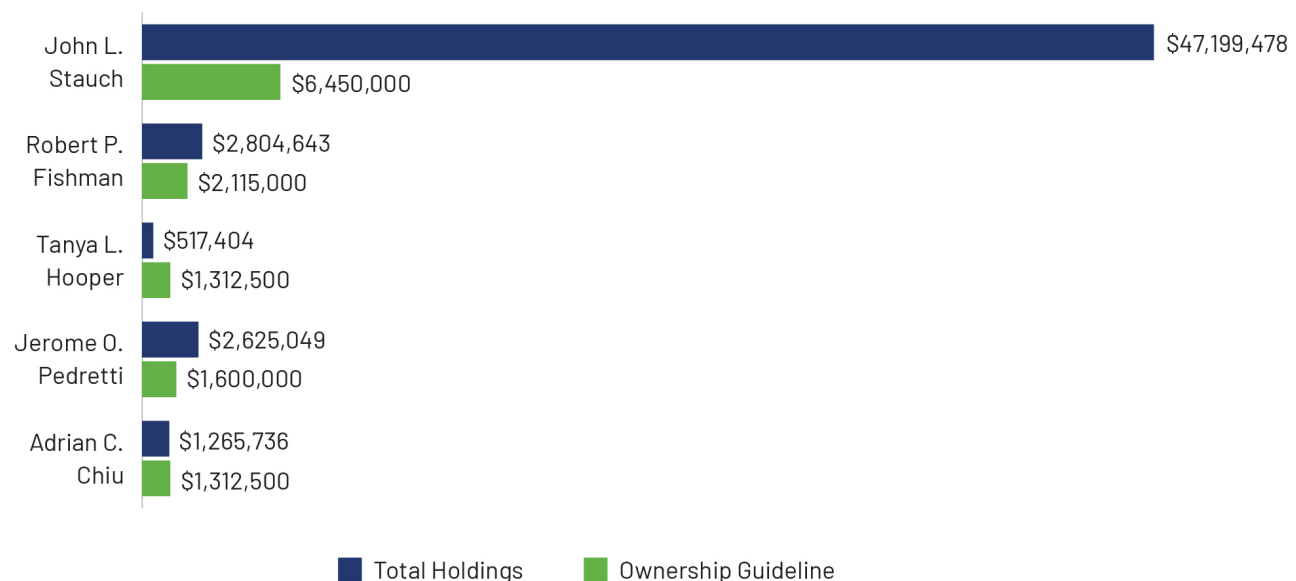 John L.
Stauch
$47,199,478
$6,450,000
Robert P.
Fishman
$2,804,643
$2,115,000
Tanya L.
Hooper
$517,404
$1,312,500
Jerome O.
Pedretti
$2,625,049
$1,600,000
Adrian C.
Chiu
$1,265,736
$1,312,500
Total Holdings
Ownership Guideline